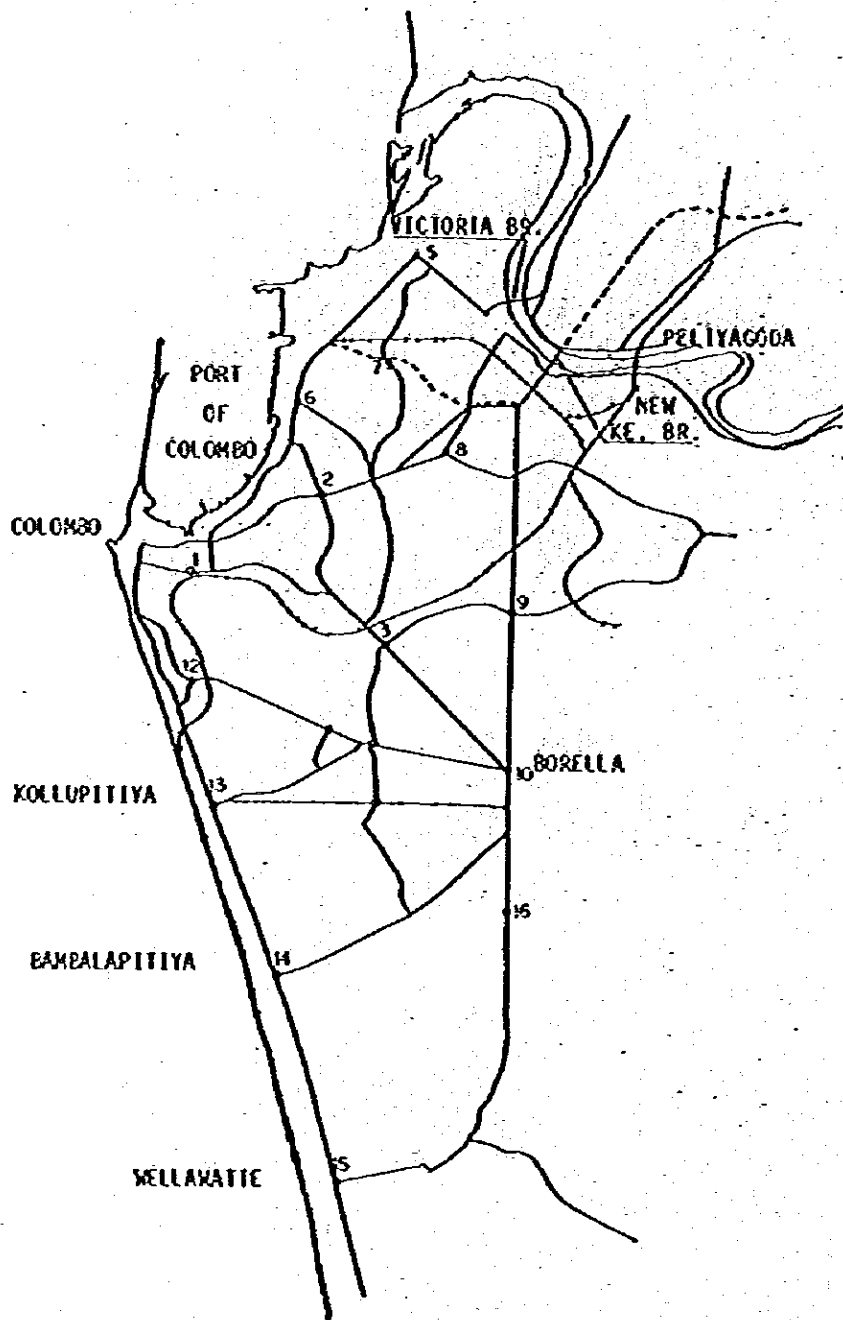 VICTORIA BR.
5
PELIYAGODA
PORT
OF
COLOMBO
7
6
NEW
KE. BR.
8
2
COLOMBO
1
9
3
12
10
BORELLA
13
KOLLUPITIYA
16
BAMBALAPITIYA
14
WELLAWATTE